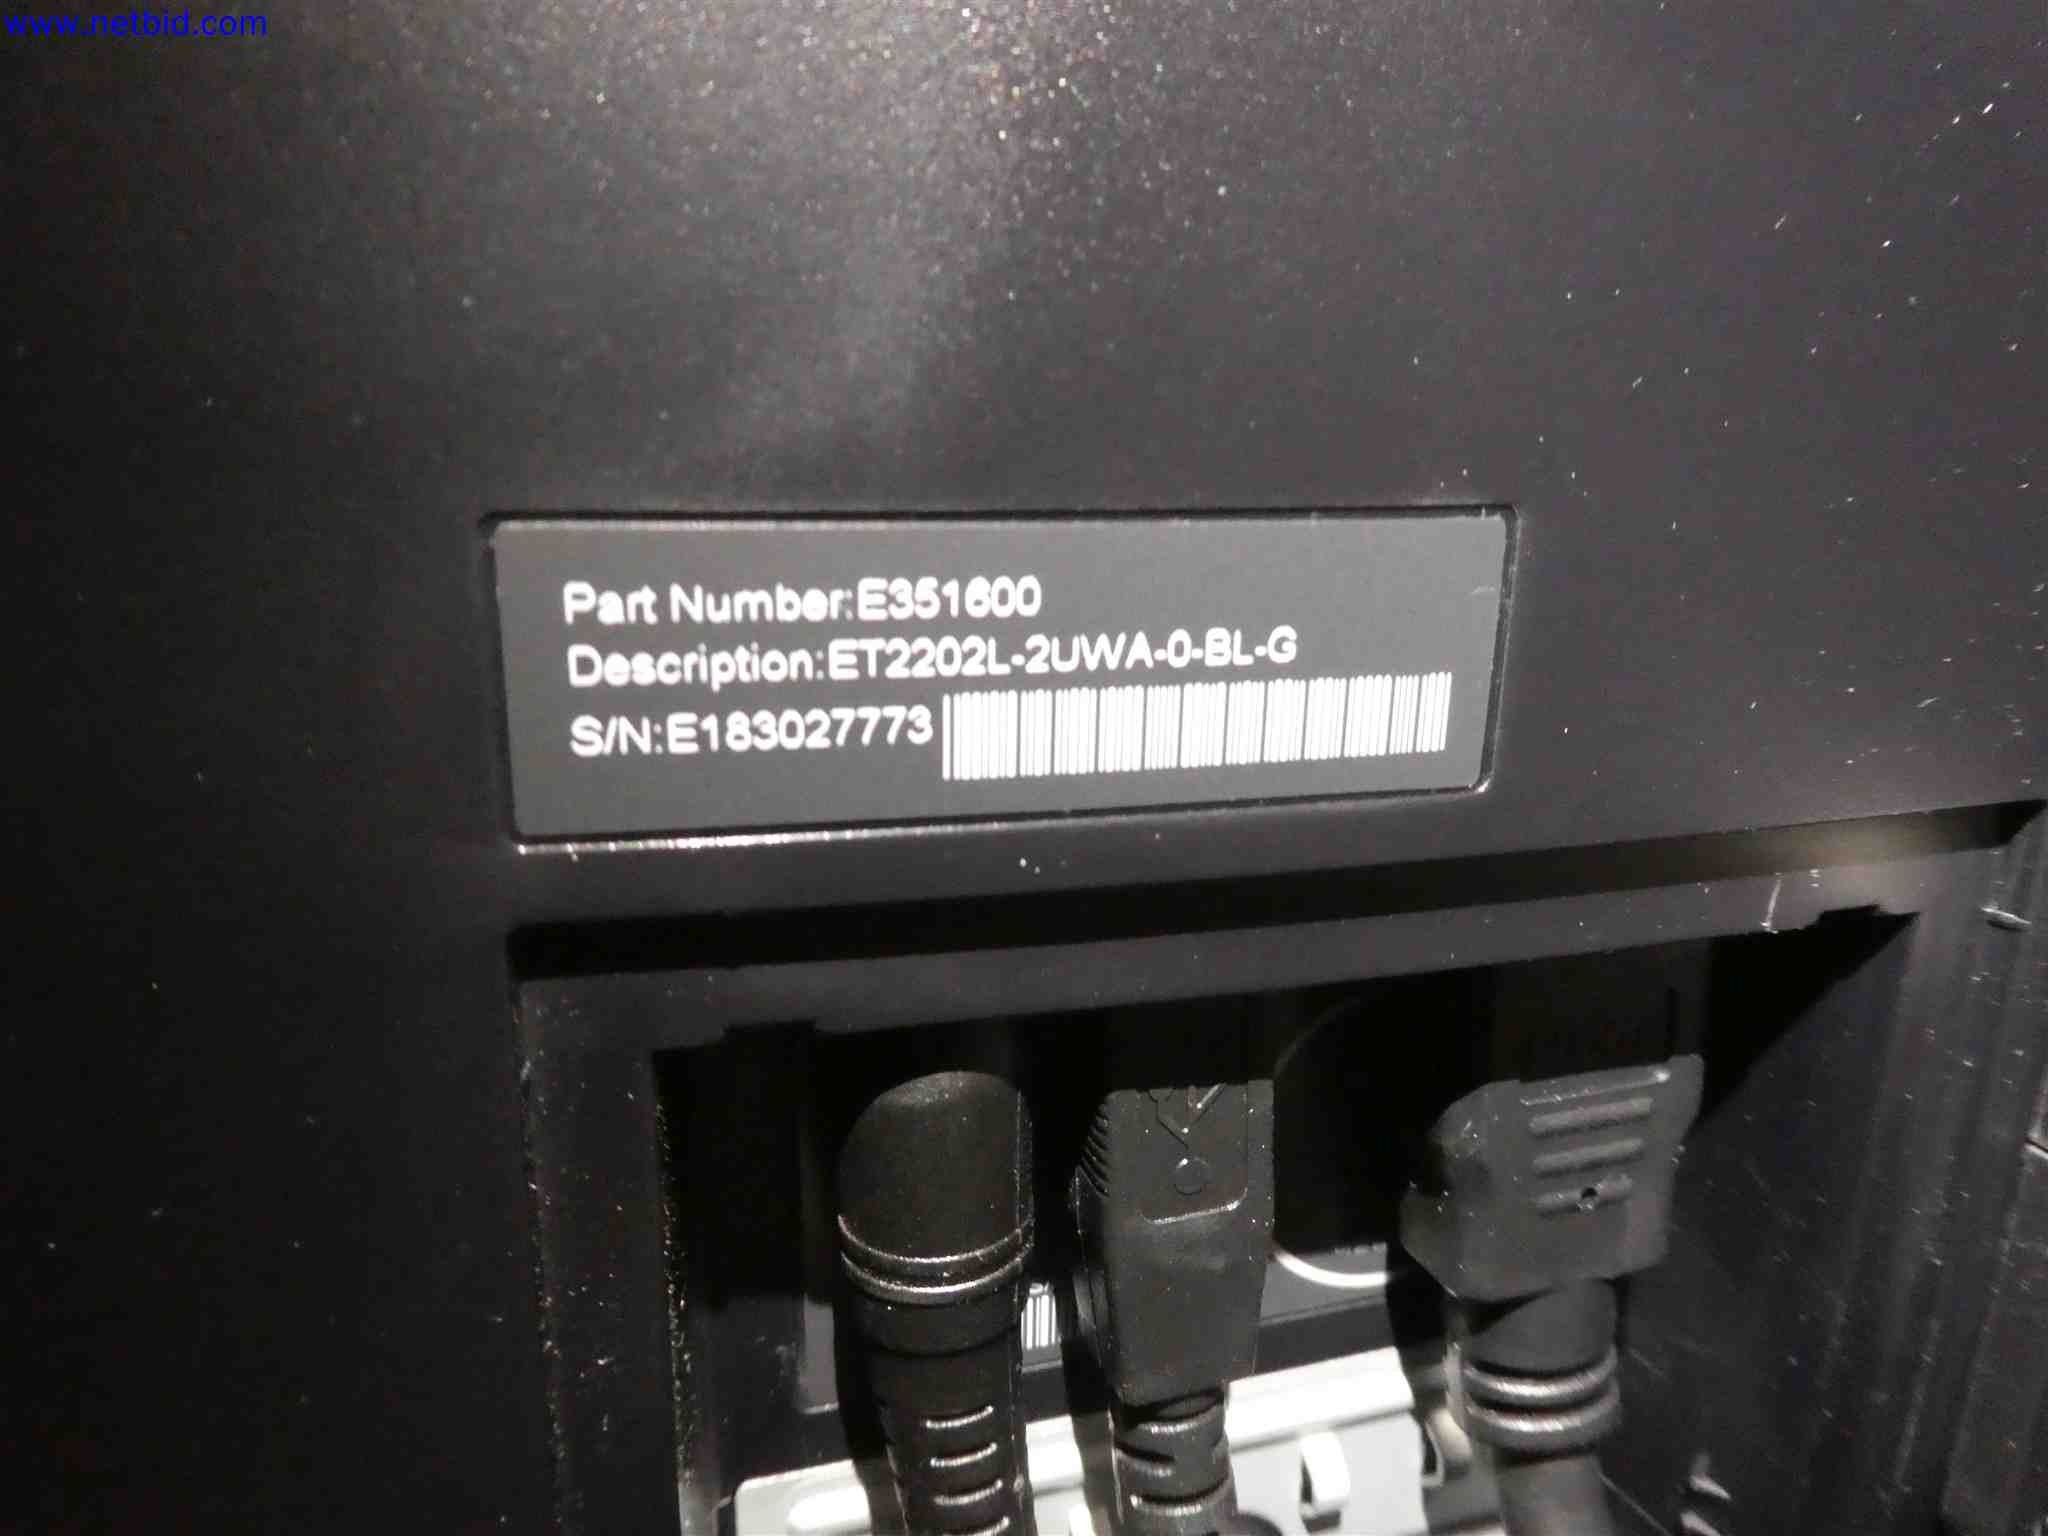 www.netbid.com
Part Number:E351600
Description:ET2202L-2UWA-0-BL-G
S/N:E183027773